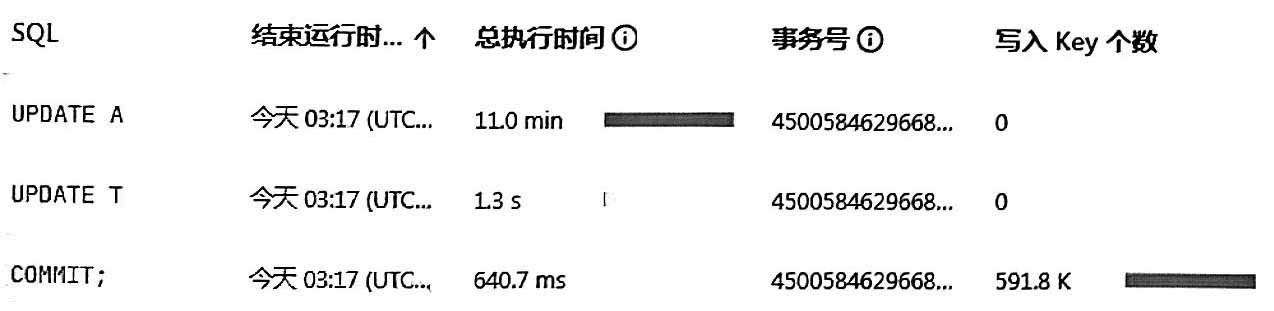 SQL 结束运行时... ↑ 总执行时间 ⓘ 事务号 ⓘ 写入 Key 个数
UPDATE A 今天 03:17 (UTC... 11.0 min 4500584629668... 0
UPDATE T 今天 03:17 (UTC... 1.3 s 4500584629668... 0
COMMIT; 今天 03:17 (UTC... 640.7 ms 4500584629668... 591.8 K